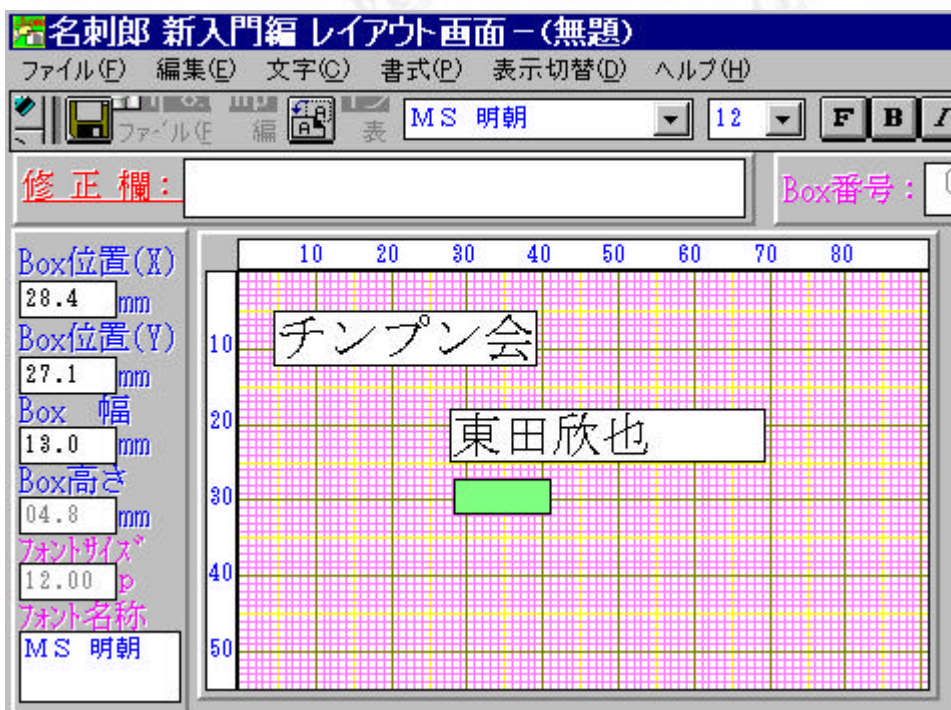 名刺郎 新入門編 レイアウト画面－(無題)
ファイル(F) 編集(E) 文字(C) 書式(P) 表示切替(D) ヘルプ(H)
ファイル(F 編 表 ＭＳ 明朝 12 F B I
修正欄： Box番号：
10 20 30 40 50 60 70 80
Box位置(X)
28.4 mm
Box位置(Y)
27.1 mm
Box 幅
13.0 mm
Box高さ
04.8 mm
フォントサイズ
12.00 p
フォント名称
ＭＳ 明朝
10
チンプン会
20
東田欣也
30
40
50